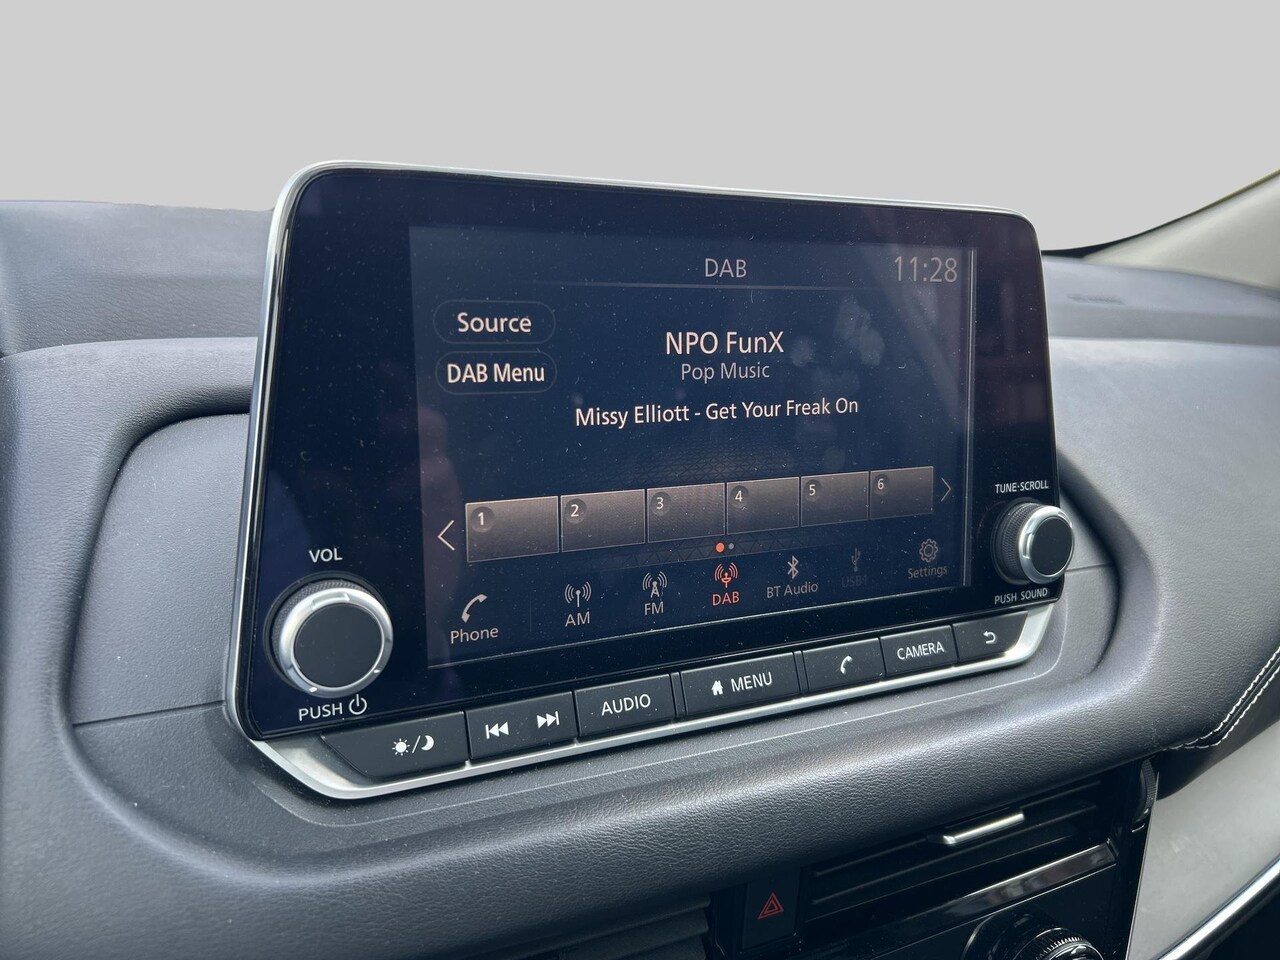 DAB
11:28
Source
NPO FunX
Pop Music
DAB Menu
Missy Elliott - Get Your Freak On
1
2
3
4
5
6
Phone
AM
FM
DAB
BT Audio
USB
Settings
VOL
PUSH
TUNE·SCROLL
PUSH SOUND
AUDIO
MENU
CAMERA